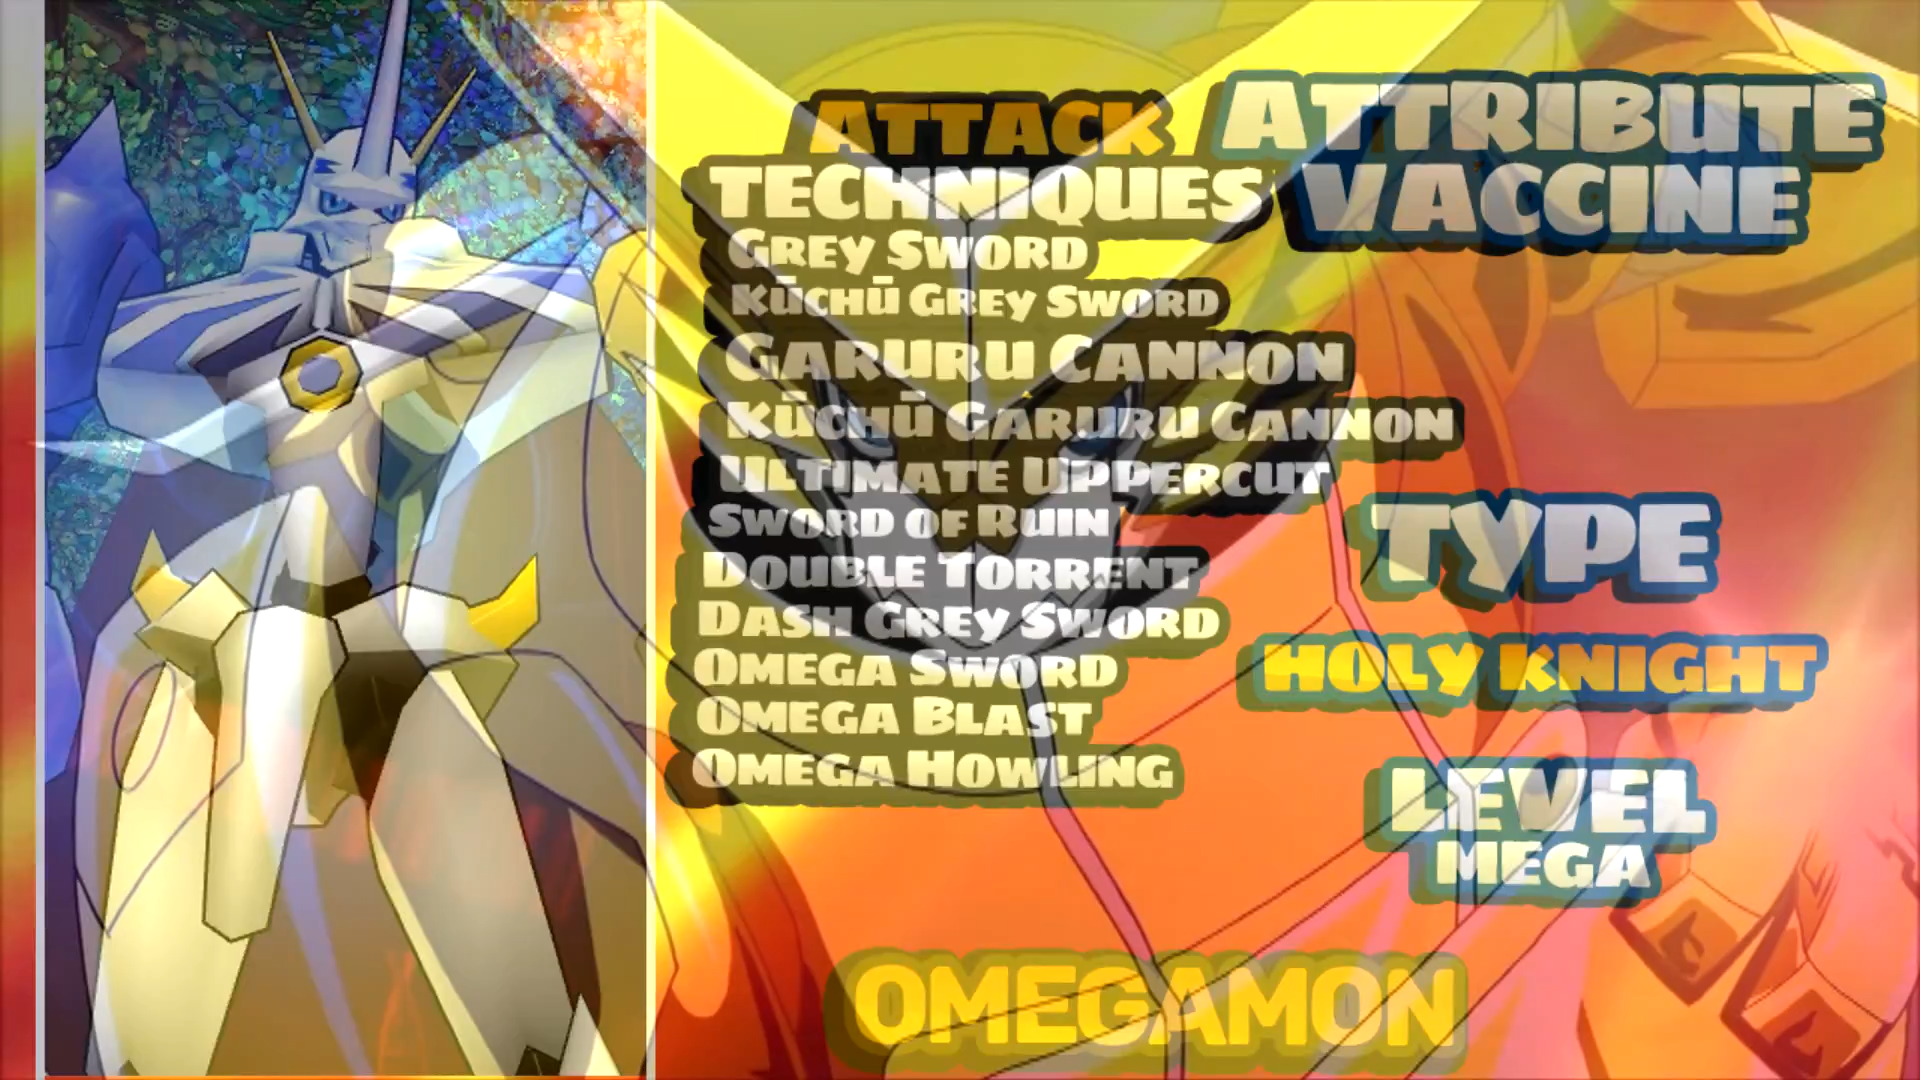 ATTACK
TECHNIQUES
GREY SWORD
KŪCHŪ GREY SWORD
GARURU CANNON
KŪCHŪ GARURU CANNON
ULTIMATE UPPERCUT
SWORD OF RUIN
DOUBLE TORRENT
DASH GREY SWORD
OMEGA SWORD
OMEGA BLAST
OMEGA HOWLING
ATTRIBUTE
VACCINE
TYPE
HOLY KNIGHT
LEVEL
MEGA
OMEGAMON